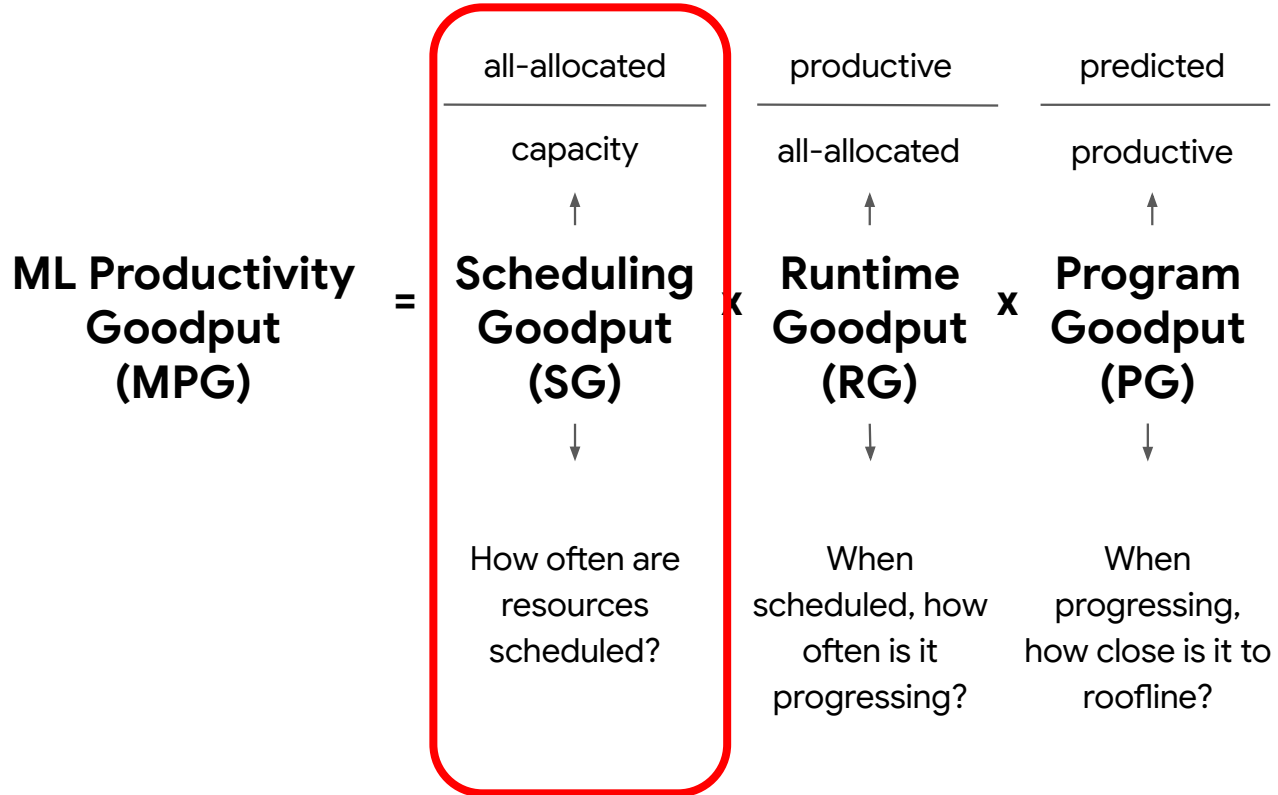 all-allocated
capacity
productive
all-allocated
predicted
productive
ML Productivity
Goodput
(MPG)
=
Scheduling
Goodput
(SG)
x
Runtime
Goodput
(RG)
x
Program
Goodput
(PG)
How often are
resources
scheduled?
When
scheduled, how
often is it
progressing?
When
progressing,
how close is it to
roofline?